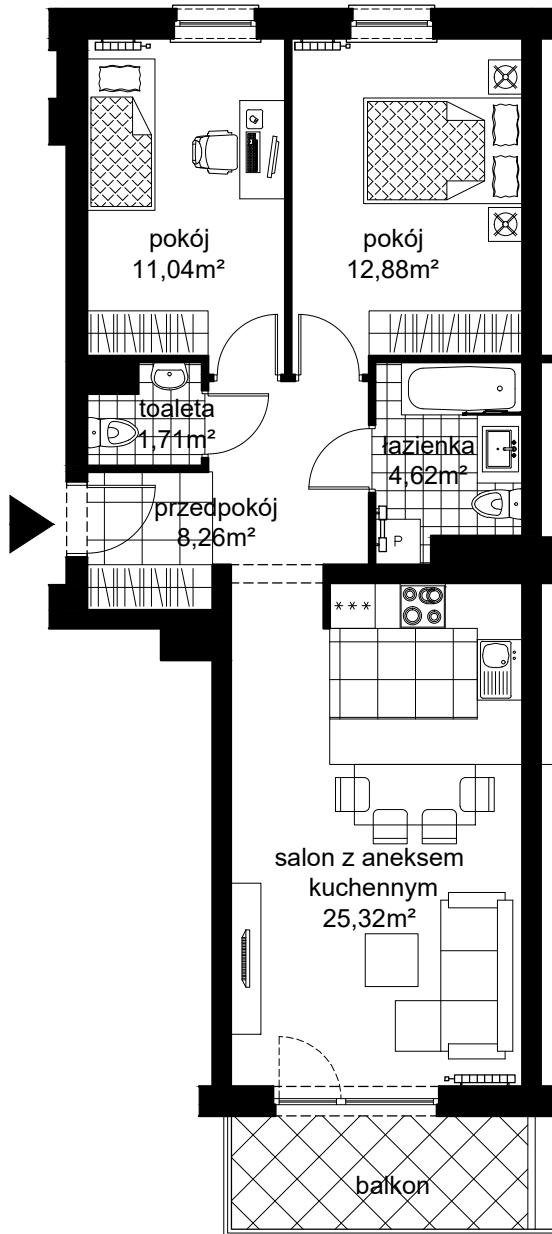 pokój
11,04m²
pokój
12,88m²
toaleta
1,71m²
łazienka
4,62m²
przedpokój
8,26m²
P
***
salon z aneksem
kuchennym
25,32m²
balkon